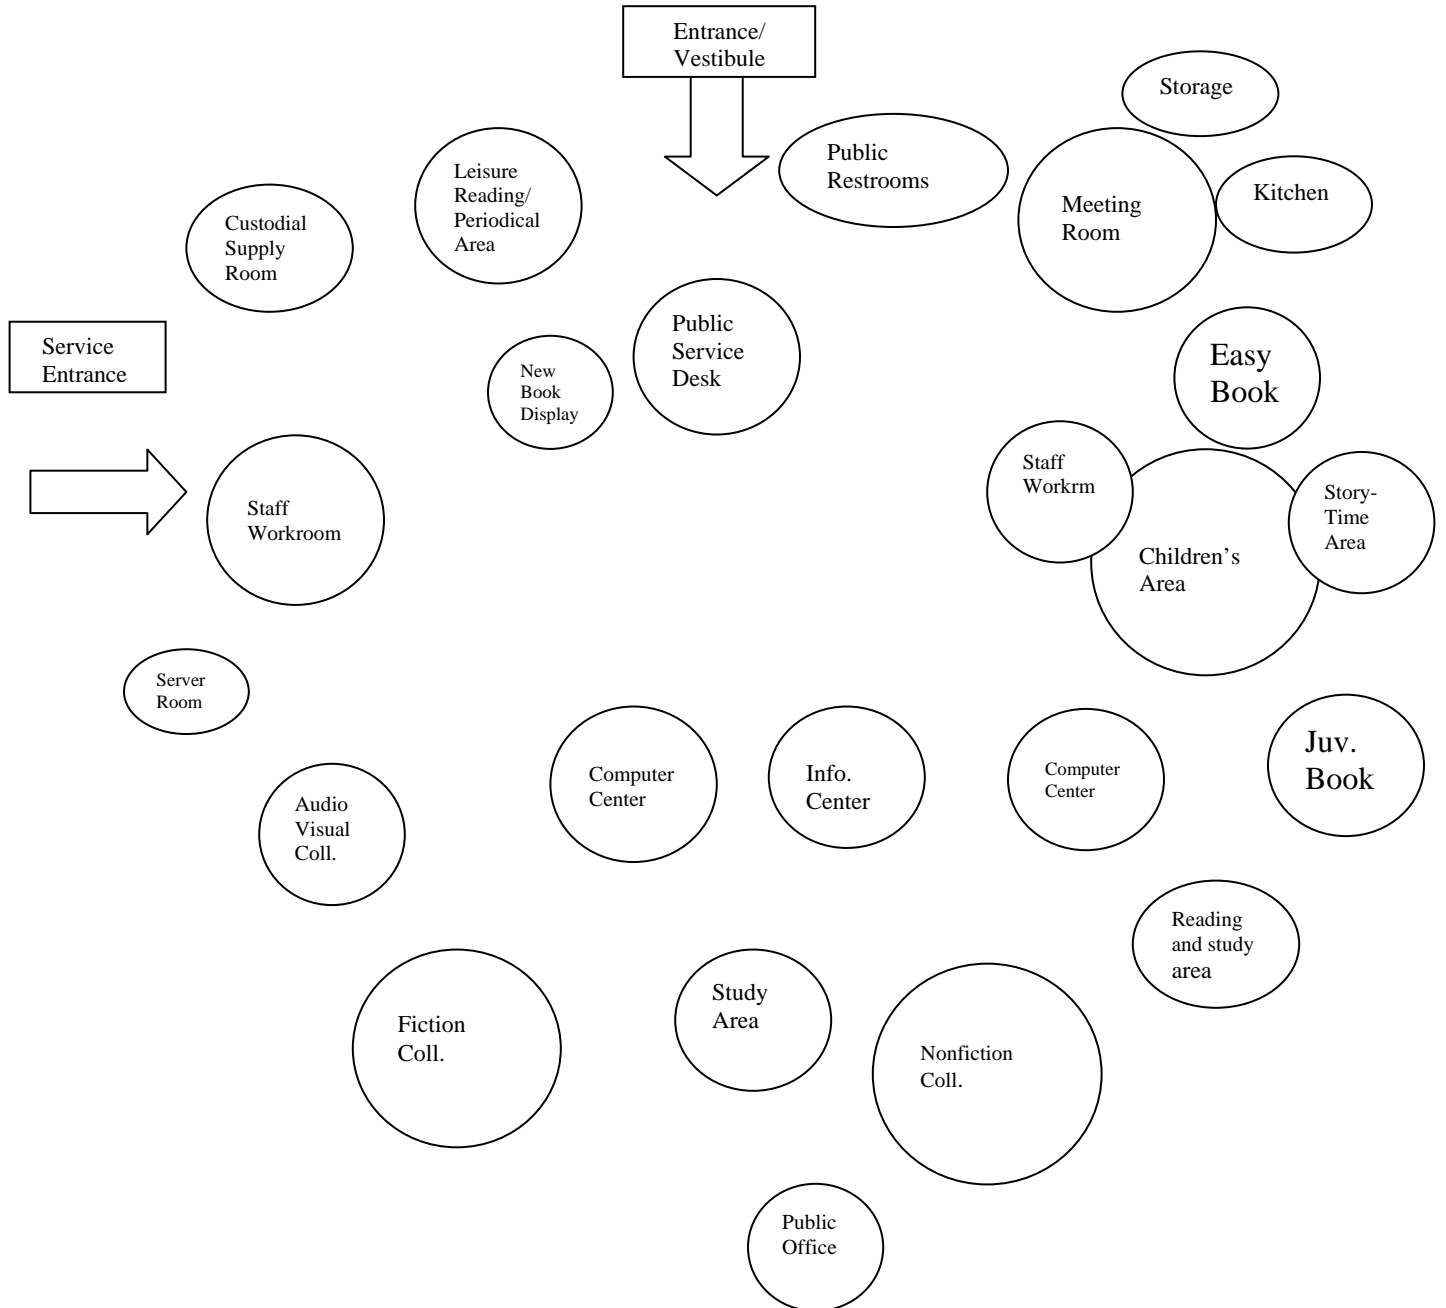 Entrance/
Vestibule
Storage
Public
Restrooms
Leisure
Reading/
Periodical
Area
Kitchen
Meeting
Room
Custodial
Supply
Room
Public
Service
Desk
Service
Entrance
Easy
Book
New
Book
Display
Staff
Workrm
Story-
Time
Area
Staff
Workroom
Children's
Area
Server
Room
Juv.
Book
Computer
Center
Info.
Center
Computer
Center
Audio
Visual
Coll.
Reading
and study
area
Study
Area
Fiction
Coll.
Nonfiction
Coll.
Public
Office